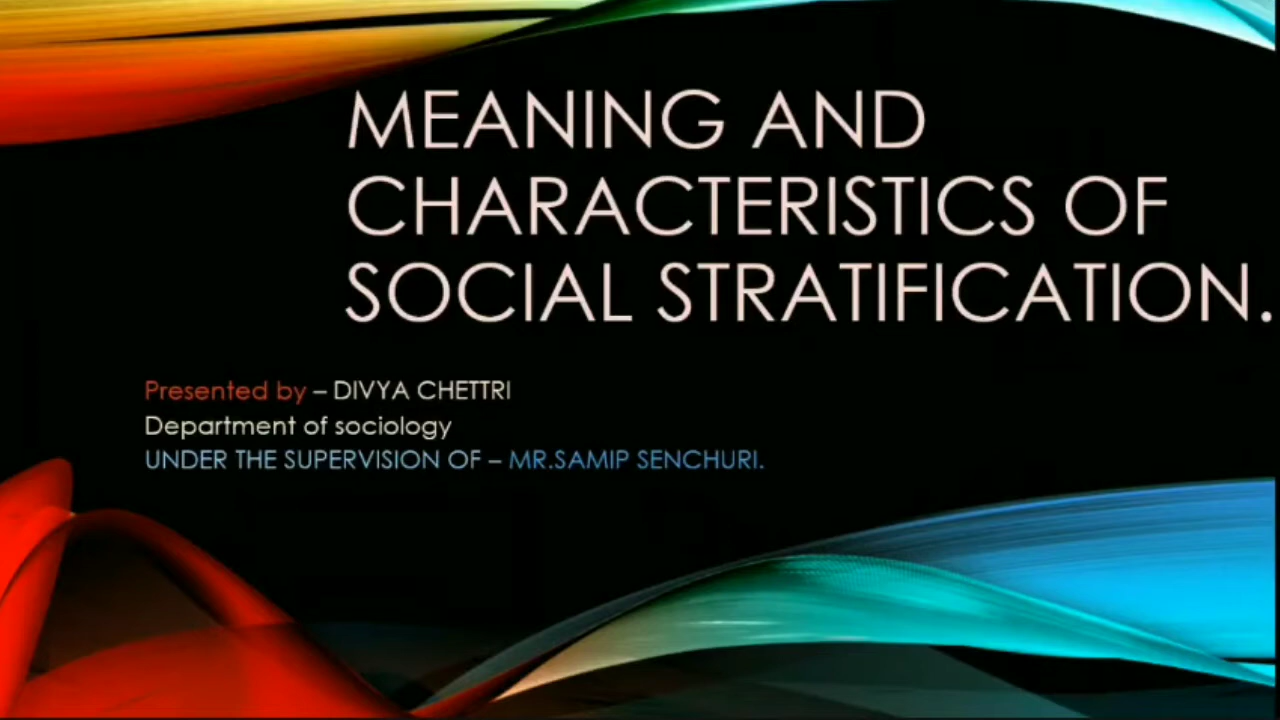 MEANING AND
CHARACTERISTICS OF
SOCIAL STRATIFICATION.
Presented by – DIVYA CHETTRI
Department of sociology
UNDER THE SUPERVISION OF – MR.SAMIP SENCHURI.